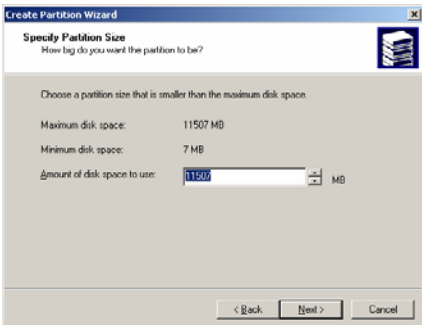 Create Partition Wizard
Specify Partition Size
How big do you want the partition to be?
Choose a partition size that is smaller than the maximum disk space.
Maximum disk space: 11507 MB
Minimum disk space: 7 MB
Amount of disk space to use: 11507 MB
< Back Next > Cancel